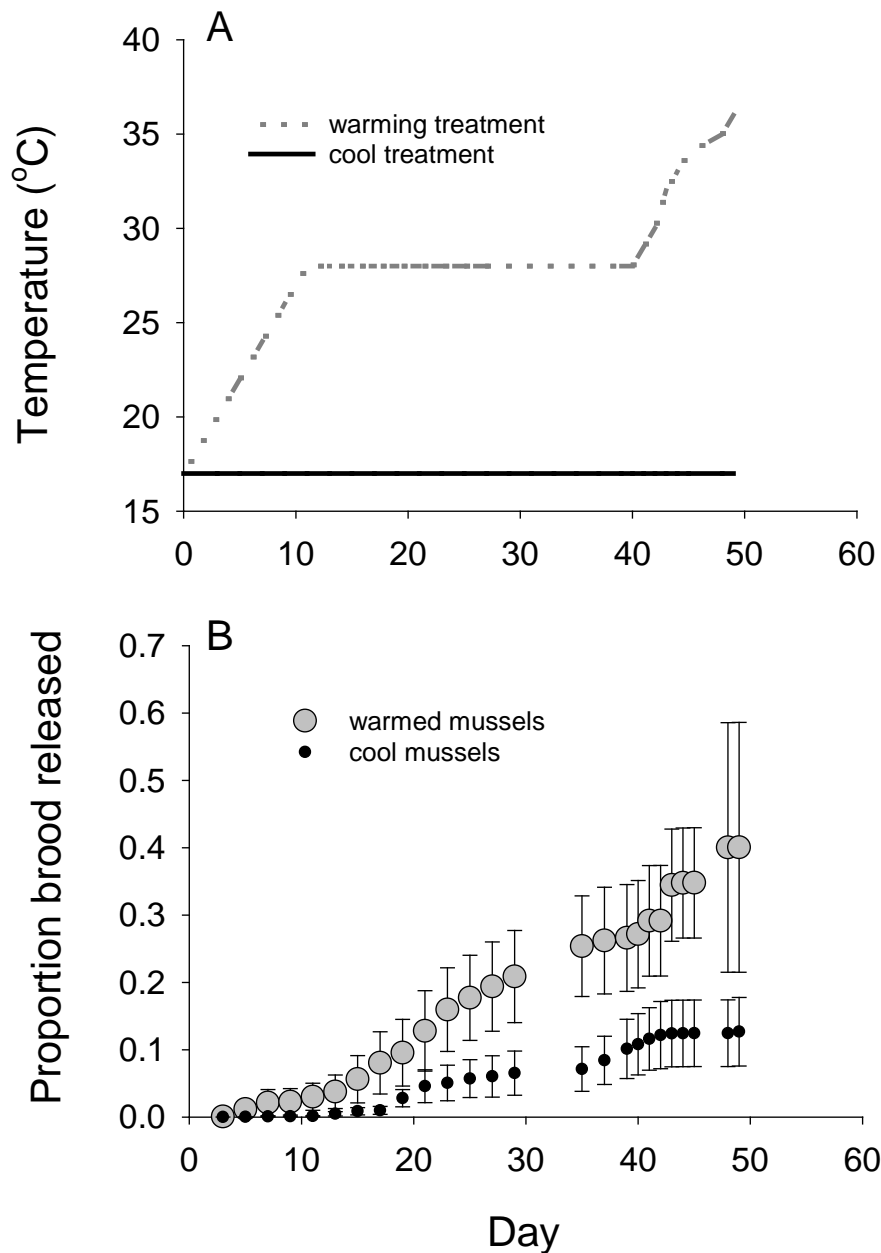 A
40
35
30
25
20
15
Temperature (°C)
warming treatment
cool treatment
0 10 20 30 40 50 60
B
0.7
0.6
0.5
0.4
0.3
0.2
0.1
0.0
Proportion brood released
warmed mussels
cool mussels
0 10 20 30 40 50 60
Day